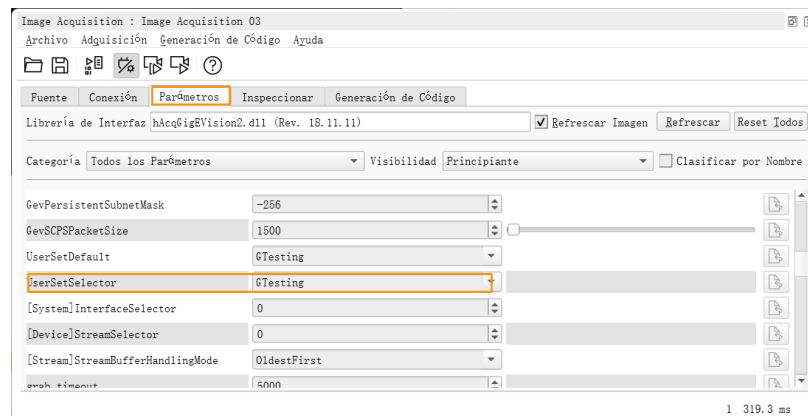 Image Acquisition : Image Acquisition 03
Archivo Adquisición Generación de Código Ayuda
Fuente Conexión Parámetros Inspeccionar Generación de Código
Librería de Interfaz hAcqGigEVision2.dll (Rev. 18.11.11) Refrescar Imagen Refrescar Reset Todos
Categoría Todos los Parámetros Visibilidad Principiante Clasificar por Nombre
GevPersistentSubnetMask -256
GevSCPSPacketSize 1500
UserSetDefault GTesting
UserSetSelector GTesting
[System]InterfaceSelector 0
[Device]StreamSelector 0
[Stream]StreamBufferHandlingMode OldestFirst
grab_timeout 5000
1 319.3 ms